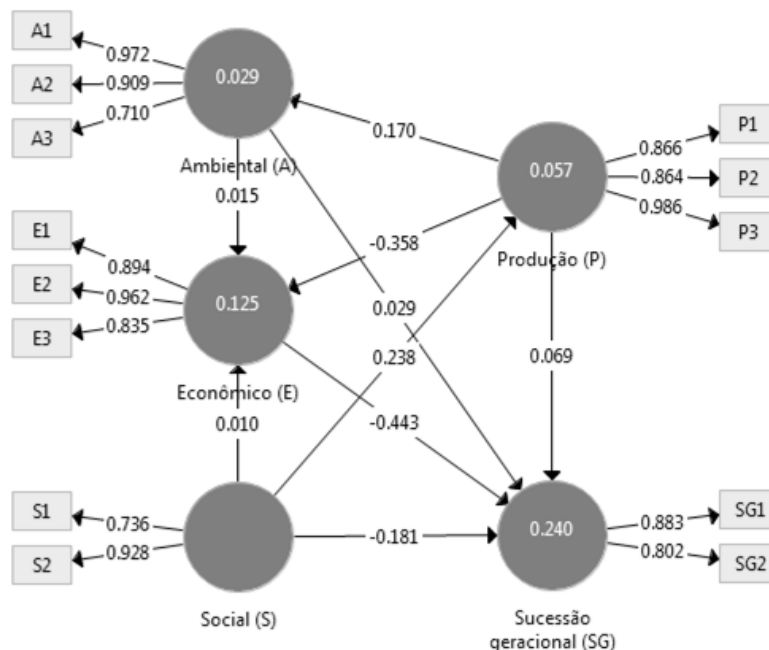 A1
0.972
0.029
A2
0.909
0.710
A3
0.170
P1
0.866
0.057
0.864
P2
0.986
P3
Ambiental (A)
0.015
Produção (P)
E1
0.894
-0.358
E2
0.962
0.125
0.029
E3
0.835
0.238
0.069
Econômico (E)
0.010
-0.443
S1
0.736
S2
0.928
-0.181
0.240
0.883
SG1
0.802
SG2
Social (S)
Sucessão
geracional (SG)